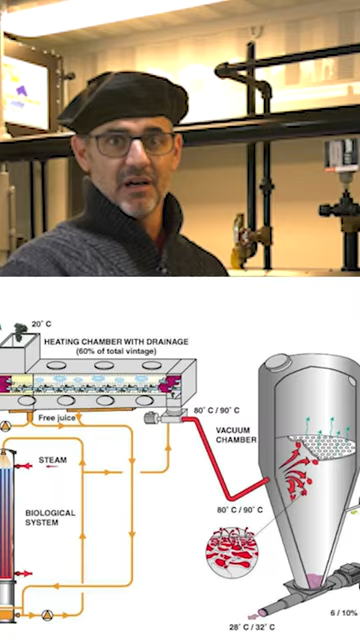 20° C
HEATING CHAMBER WITH DRAINAGE
(60% of total vintage)
Free juice
80° C / 90° C
VACUUM
CHAMBER
STEAM
BIOLOGICAL
SYSTEM
80° C / 90° C
6 / 10%
28° C / 32° C